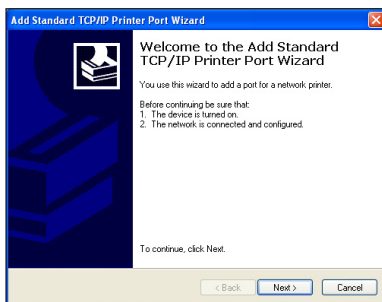 Add Standard TCP/IP Printer Port Wizard
Welcome to the Add Standard
TCP/IP Printer Port Wizard
You use this wizard to add a port for a network printer.
Before continuing be sure that:
1. The device is turned on.
2. The network is connected and configured.
To continue, click Next.
< Back Next > Cancel